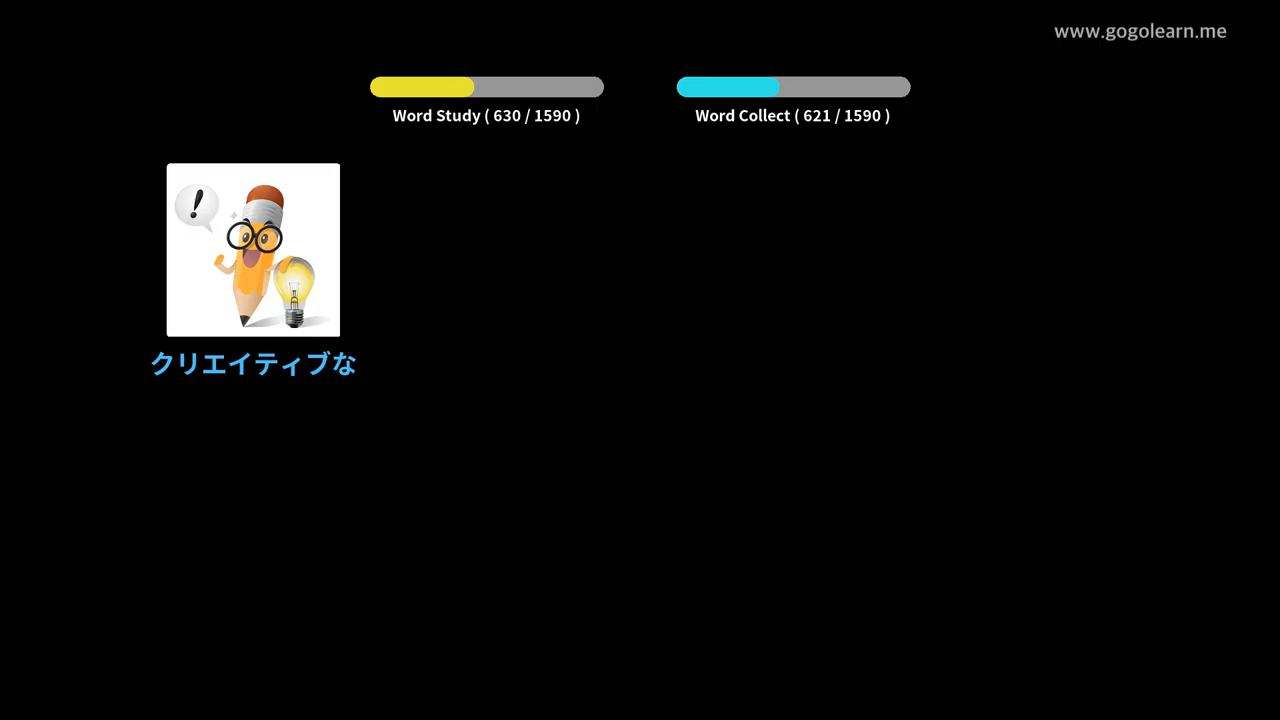 www.gogolearn.me
Word Study ( 630 / 1590 )
Word Collect ( 621 / 1590 )
!
クリエイティブな